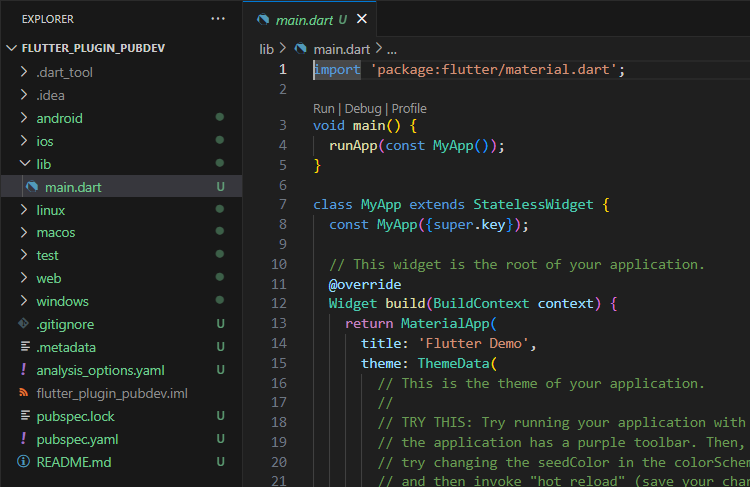 EXPLORER ...
FLUTTER_PLUGIN_PUBDEV
.dart_tool
.idea
android
ios
lib
main.dart U
linux
macos
test
web
windows
.gitignore U
.metadata U
! analysis_options.yaml U
flutter_plugin_pubdev.iml
pubspec.lock U
! pubspec.yaml U
README.md U
main.dart U ×
lib > main.dart > ...
1 import 'package:flutter/material.dart';
2
Run | Debug | Profile
3 void main() {
4   runApp(const MyApp());
5 }
6
7 class MyApp extends StatelessWidget {
8   const MyApp({super.key});
9
10   // This widget is the root of your application.
11   @override
12   Widget build(BuildContext context) {
13     return MaterialApp(
14       title: 'Flutter Demo',
15       theme: ThemeData(
16         // This is the theme of your application.
17         //
18         // TRY THIS: Try running your application with
19         // the application has a purple toolbar. Then,
20         // try changing the seedColor in the colorSchem
21         // and then invoke "hot reload" (save your chan